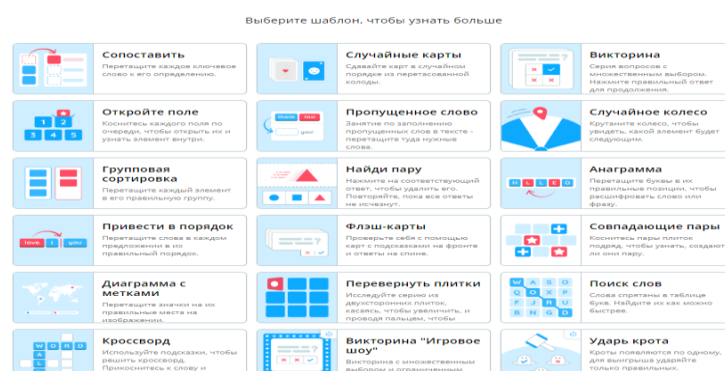 Выберите шаблон, чтобы узнать больше
Сопоставить
Перетащите каждое ключевое
слово к его определению.
Случайные карты
Сдавайте карт в случайном
порядке из перетасованной
колоды.
Викторина
Серия вопросов с
множественным выбором.
Нажмите правильный ответ
для продолжения.
1 2
3 4 5
Откройте поле
Коснитесь каждого поля по
очереди, чтобы открыть их и
узнать элемент внутри.
you
Пропущенное слово
Занятие по заполнению
пропущенных слов в тексте -
перетащите туда нужные
слова.
Случайное колесо
Крутаните колесо, чтобы
увидеть, какой элемент будет
следующим.
Групповая
сортировка
Перетащите каждый элемент
в его правильную группу.
Найди пару
Нажмите на соответствующий
ответ, чтобы удалить его.
Повторяйте, пока все ответы
не исчезнут.
N L L E O
Анаграмма
Перетащите буквы в их
правильные позиции, чтобы
расшифровать слово или
фразу.
love I you
Привести в порядок
Перетащите слова в каждом
предложении в их
правильный порядок.
????
Флэш-карты
Проверьте себя с помощью
карт с подсказками на фронте
и ответы на спине.
Совпадающие пары
Коснитесь пары плиток
подряд, чтобы узнать, создают
ли они пару.
Диаграмма с
метками
Перетащите значки на их
правильные места на
изображении.
Перевернуть плитки
Исследуйте серию из
двухсторонних плиток,
касаясь, чтобы увеличить, и
проводя пальцем, чтобы
W A S D
Q O X P
F J R U
B N G D
Поиск слов
Слова спрятаны в таблице
букв. Найдите их как можно
быстрее.
W O R D
A
L
Кроссворд
Используйте подсказки, чтобы
решить кроссворд.
Прикоснитесь к слову и
????
Викторина "Игровое
шоу"
Викторина с множественным
выбором и ограниченным
Ударь крота
Кроты появляются по одному,
для выигрыша ударяйте
только правильных.